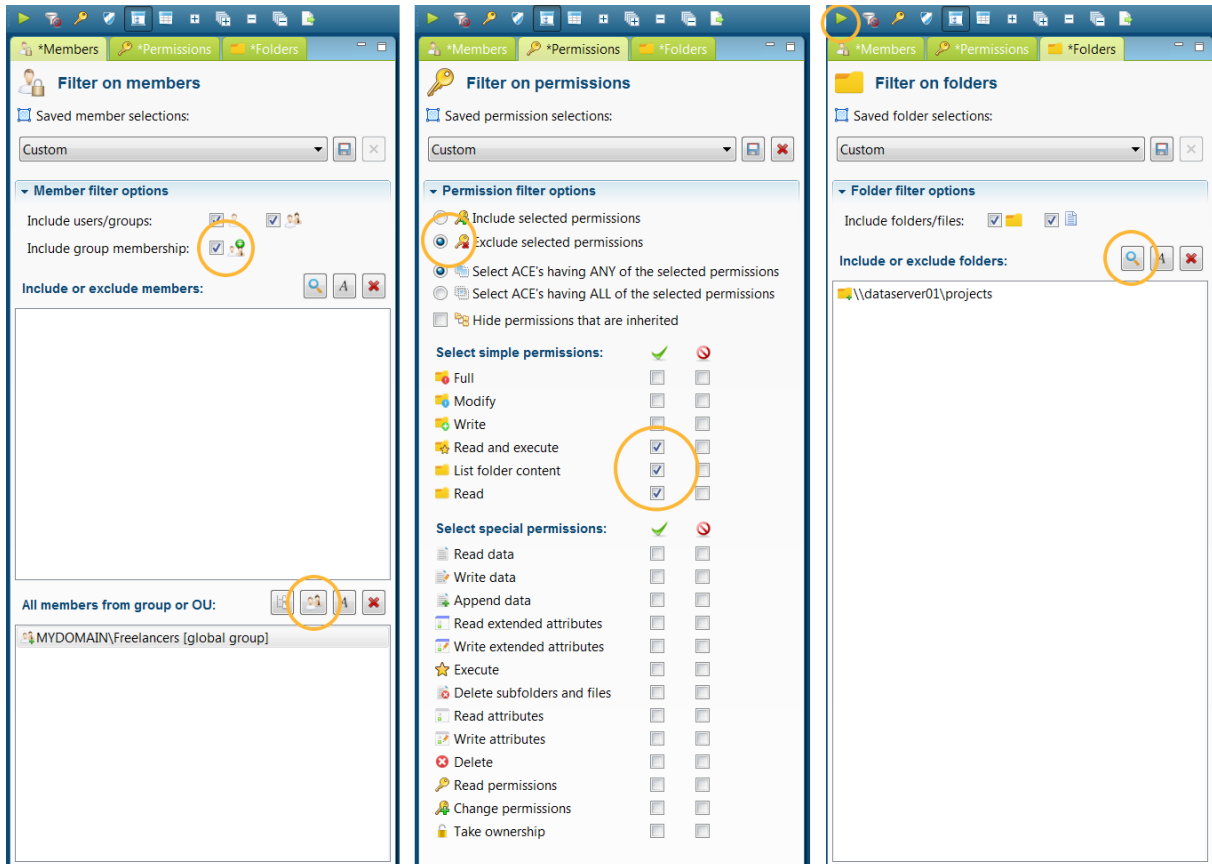 *Members *Permissions *Folders
Filter on members
Saved member selections:
Custom
Member filter options
Include users/groups:
Include group membership:
Include or exclude members: A
All members from group or OU: A
MYDOMAIN\Freelancers [global group]
*Members *Permissions *Folders
Filter on permissions
Saved permission selections:
Custom
Permission filter options
Include selected permissions
Exclude selected permissions
Select ACE's having ANY of the selected permissions
Select ACE's having ALL of the selected permissions
Hide permissions that are inherited
Select simple permissions:
Full
Modify
Write
Read and execute
List folder content
Read
Select special permissions:
Read data
Write data
Append data
Read extended attributes
Write extended attributes
Execute
Delete subfolders and files
Read attributes
Write attributes
Delete
Read permissions
Change permissions
Take ownership
*Members *Permissions *Folders
Filter on folders
Saved folder selections:
Custom
Folder filter options
Include folders/files:
Include or exclude folders: A
\\dataserver01\projects